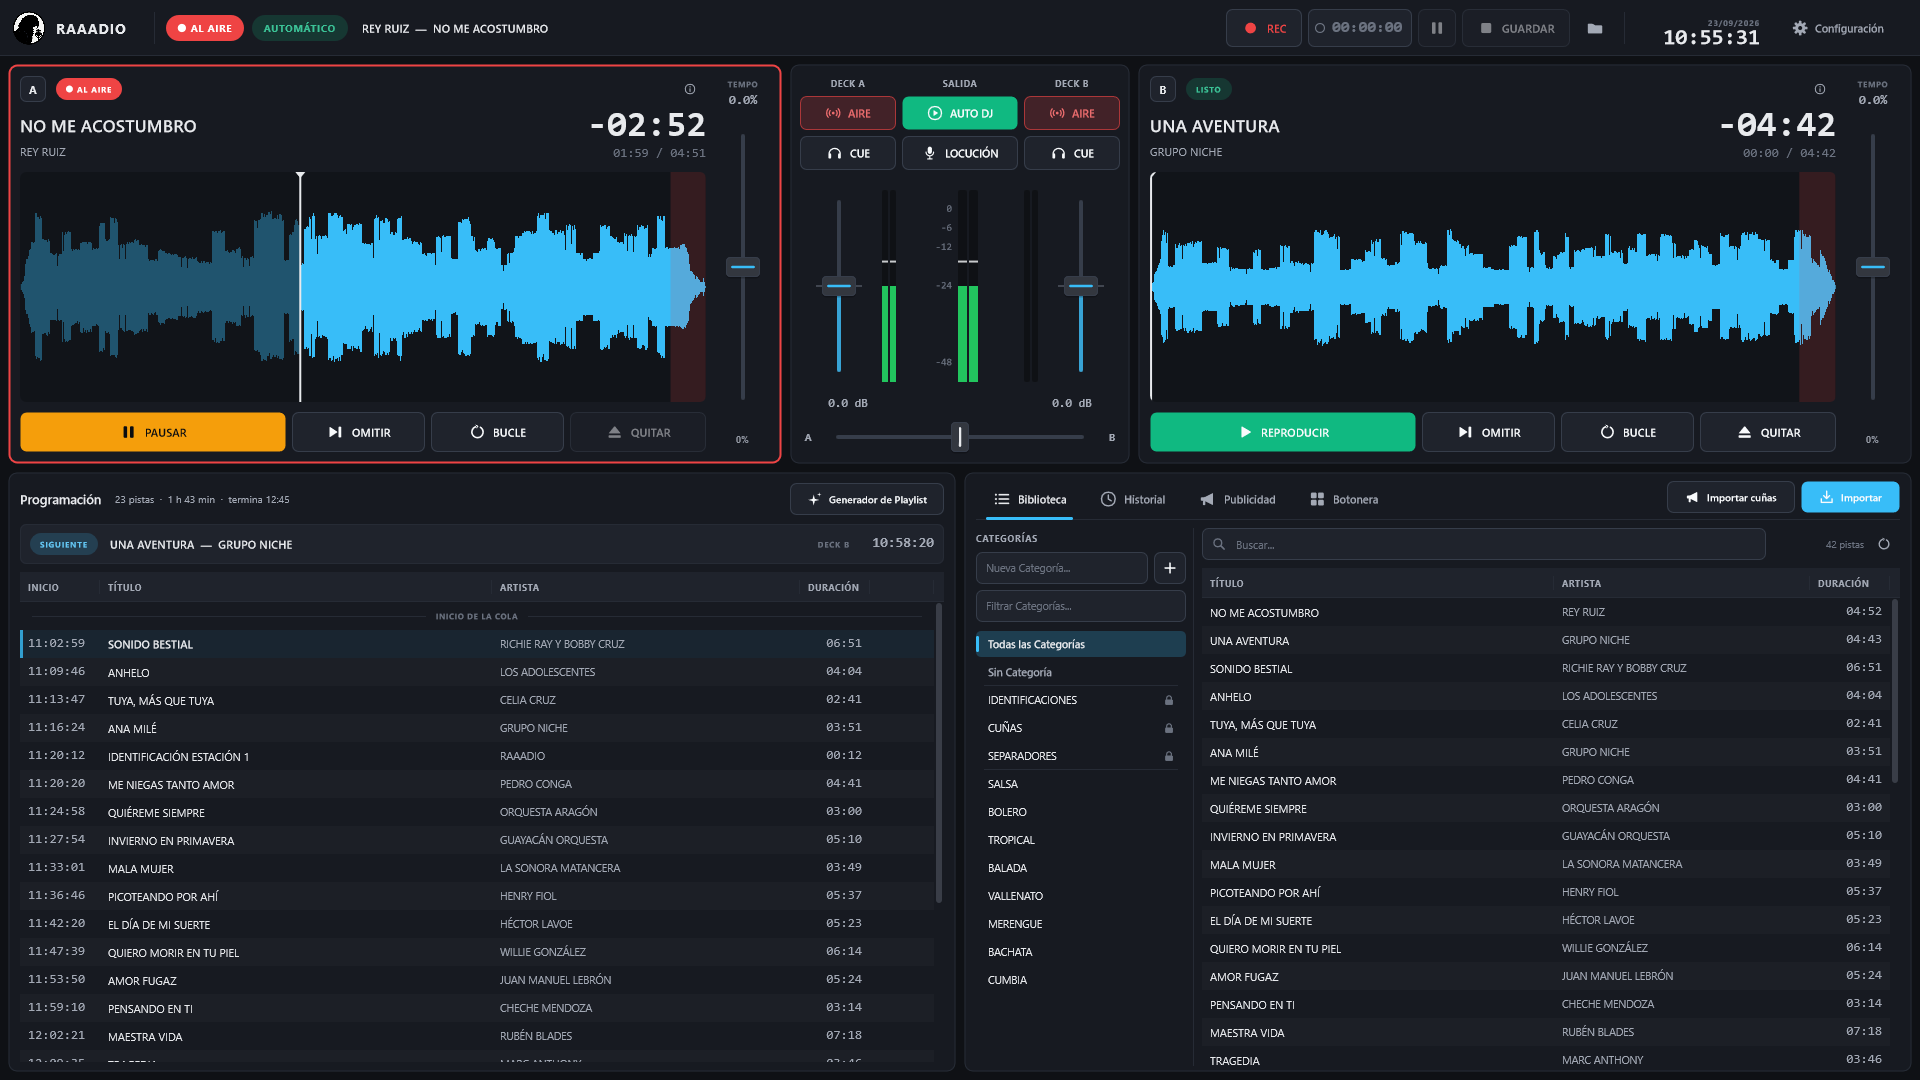 RAAADIO
AL AIRE
AUTOMÁTICO
REY RUIZ — NO ME ACOSTUMBRO
REC
00:00:00
GUARDAR
23/09/2026
10:55:31
Configuración
A
AL AIRE
TEMPO
0.0%
NO ME ACOSTUMBRO
-02:52
REY RUIZ
01:59 / 04:51
PAUSAR
OMITIR
BUCLE
QUITAR
0%
DECK A
SALIDA
DECK B
AIRE
AUTO DJ
AIRE
CUE
LOCUCIÓN
CUE
0
-6
-12
-24
-48
0.0 dB
0.0 dB
A
B
B
LISTO
TEMPO
0.0%
UNA AVENTURA
-04:42
GRUPO NICHE
00:00 / 04:42
REPRODUCIR
OMITIR
BUCLE
QUITAR
0%
Programación
23 pistas · 1 h 43 min · termina 12:45
Generador de Playlist
SIGUIENTE
UNA AVENTURA — GRUPO NICHE
DECK B
10:58:20
INICIO TÍTULO ARTISTA DURACIÓN
INICIO DE LA COLA
11:02:59 SONIDO BESTIAL RICHIE RAY Y BOBBY CRUZ 06:51
11:09:46 ANHELO LOS ADOLESCENTES 04:04
11:13:47 TUYA, MÁS QUE TUYA CELIA CRUZ 02:41
11:16:24 ANA MILÉ GRUPO NICHE 03:51
11:20:12 IDENTIFICACIÓN ESTACIÓN 1 RAAADIO 00:12
11:20:20 ME NIEGAS TANTO AMOR PEDRO CONGA 04:41
11:24:58 QUIÉREME SIEMPRE ORQUESTA ARAGÓN 03:00
11:27:54 INVIERNO EN PRIMAVERA GUAYACÁN ORQUESTA 05:10
11:33:01 MALA MUJER LA SONORA MATANCERA 03:49
11:36:46 PICOTEANDO POR AHÍ HENRY FIOL 05:37
11:42:20 EL DÍA DE MI SUERTE HÉCTOR LAVOE 05:23
11:47:39 QUIERO MORIR EN TU PIEL WILLIE GONZÁLEZ 06:14
11:53:50 AMOR FUGAZ JUAN MANUEL LEBRÓN 05:24
11:59:10 PENSANDO EN TI CHECHE MENDOZA 03:14
12:02:21 MAESTRA VIDA RUBÉN BLADES 07:18
12:09:35 TRAGEDIA MARC ANTHONY 03:46
Biblioteca
Historial
Publicidad
Botonera
Importar cuñas
Importar
CATEGORÍAS
Nueva Categoría...
Filtrar Categorías...
Todas las Categorías
Sin Categoría
IDENTIFICACIONES
CUÑAS
SEPARADORES
SALSA
BOLERO
TROPICAL
BALADA
VALLENATO
MERENGUE
BACHATA
CUMBIA
Buscar...
42 pistas
TÍTULO ARTISTA DURACIÓN
NO ME ACOSTUMBRO REY RUIZ 04:52
UNA AVENTURA GRUPO NICHE 04:43
SONIDO BESTIAL RICHIE RAY Y BOBBY CRUZ 06:51
ANHELO LOS ADOLESCENTES 04:04
TUYA, MÁS QUE TUYA CELIA CRUZ 02:41
ANA MILÉ GRUPO NICHE 03:51
ME NIEGAS TANTO AMOR PEDRO CONGA 04:41
QUIÉREME SIEMPRE ORQUESTA ARAGÓN 03:00
INVIERNO EN PRIMAVERA GUAYACÁN ORQUESTA 05:10
MALA MUJER LA SONORA MATANCERA 03:49
PICOTEANDO POR AHÍ HENRY FIOL 05:37
EL DÍA DE MI SUERTE HÉCTOR LAVOE 05:23
QUIERO MORIR EN TU PIEL WILLIE GONZÁLEZ 06:14
AMOR FUGAZ JUAN MANUEL LEBRÓN 05:24
PENSANDO EN TI CHECHE MENDOZA 03:14
MAESTRA VIDA RUBÉN BLADES 07:18
TRAGEDIA MARC ANTHONY 03:46